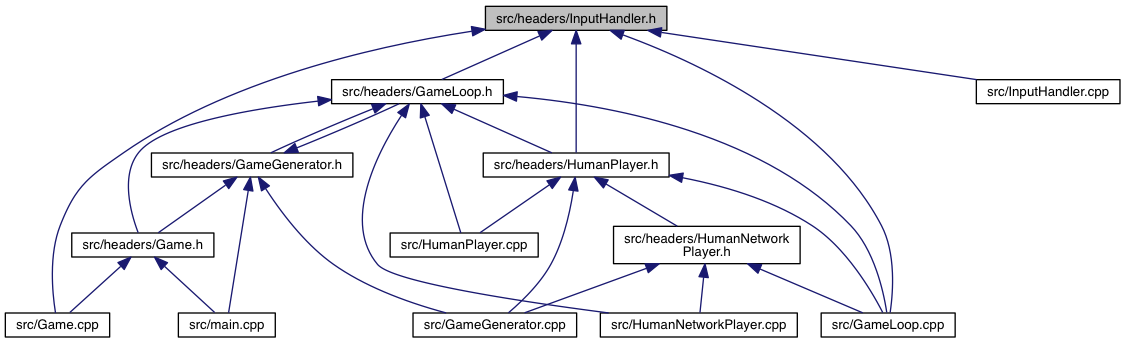 src/headers/InputHandler.h
src/headers/GameLoop.h
src/InputHandler.cpp
src/headers/GameGenerator.h
src/headers/HumanPlayer.h
src/headers/Game.h
src/HumanPlayer.cpp
src/headers/HumanNetwork
Player.h
src/Game.cpp
src/main.cpp
src/GameGenerator.cpp
src/HumanNetworkPlayer.cpp
src/GameLoop.cpp